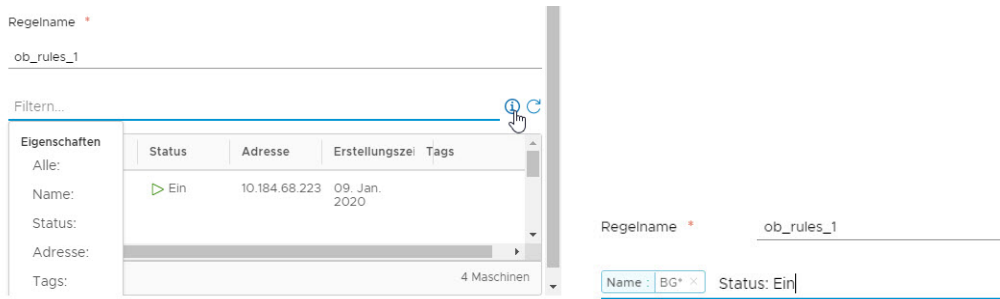 Regelname *
ob_rules_1
Filtern...
Eigenschaften
Alle:
Name:
Status:
Adresse:
Tags:
Status Adresse Erstellungszei Tags
Ein 10.184.68.223 09. Jan.
2020
4 Maschinen
Regelname * ob_rules_1
Name : BG* × Status: Ein